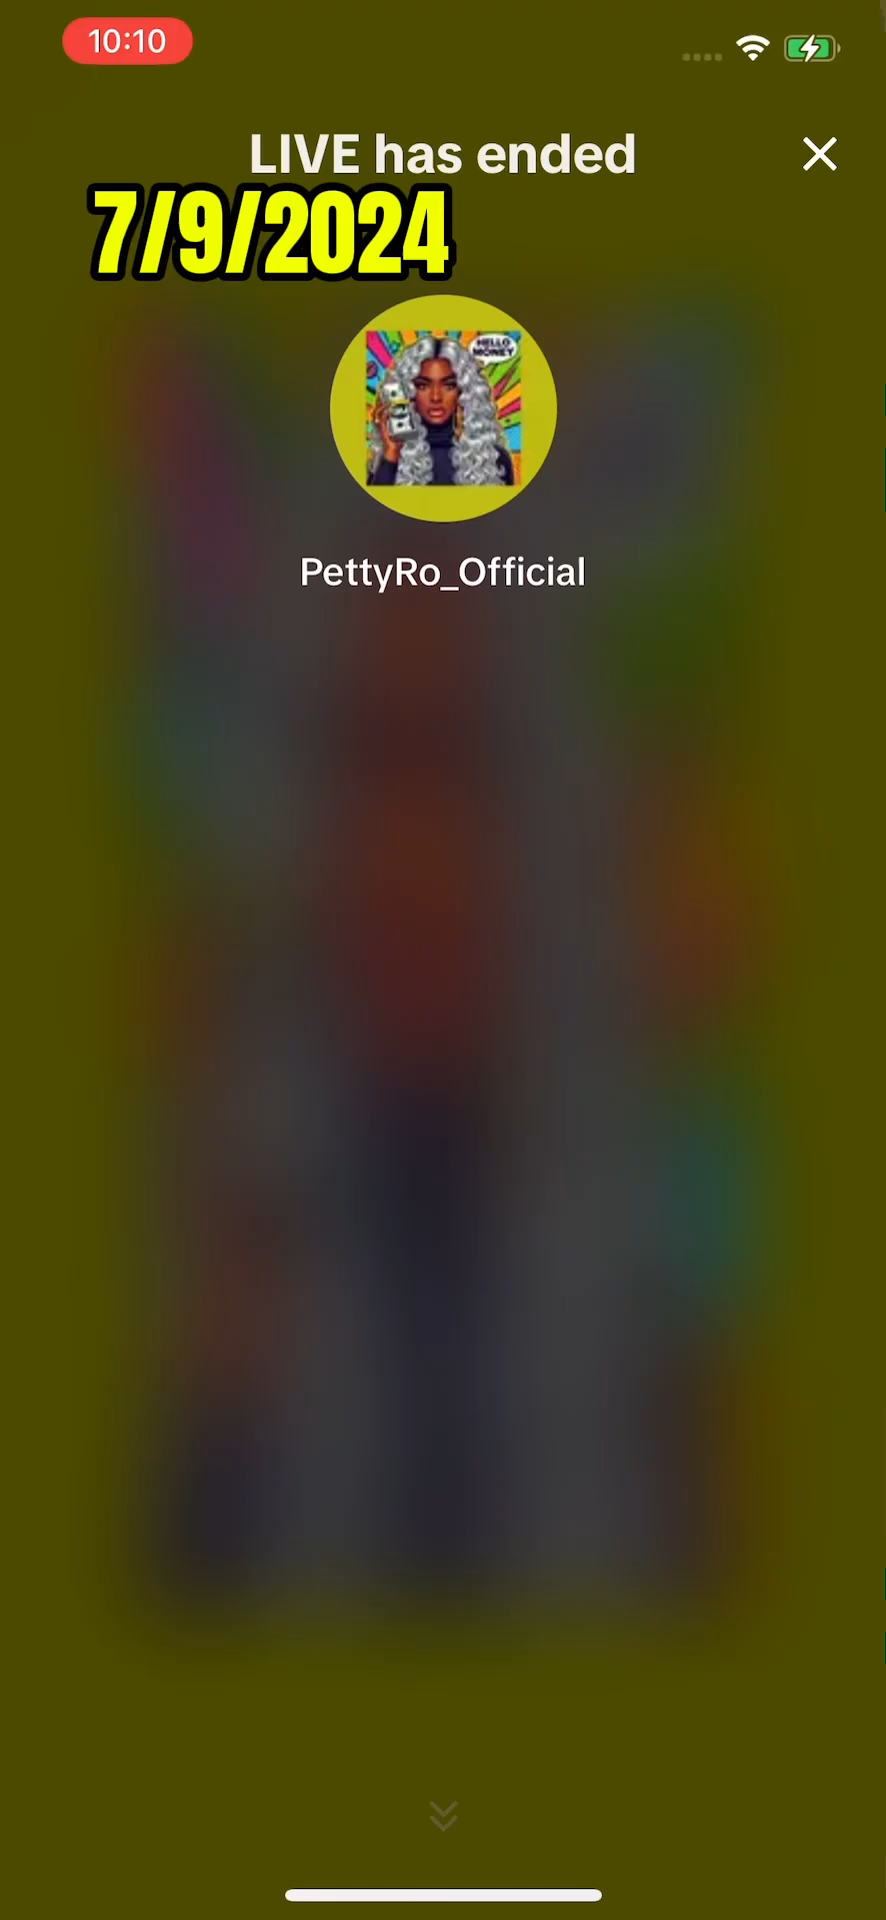 10:10
LIVE has ended
7/9/2024
HELLO
MONEY
PettyRo_Official